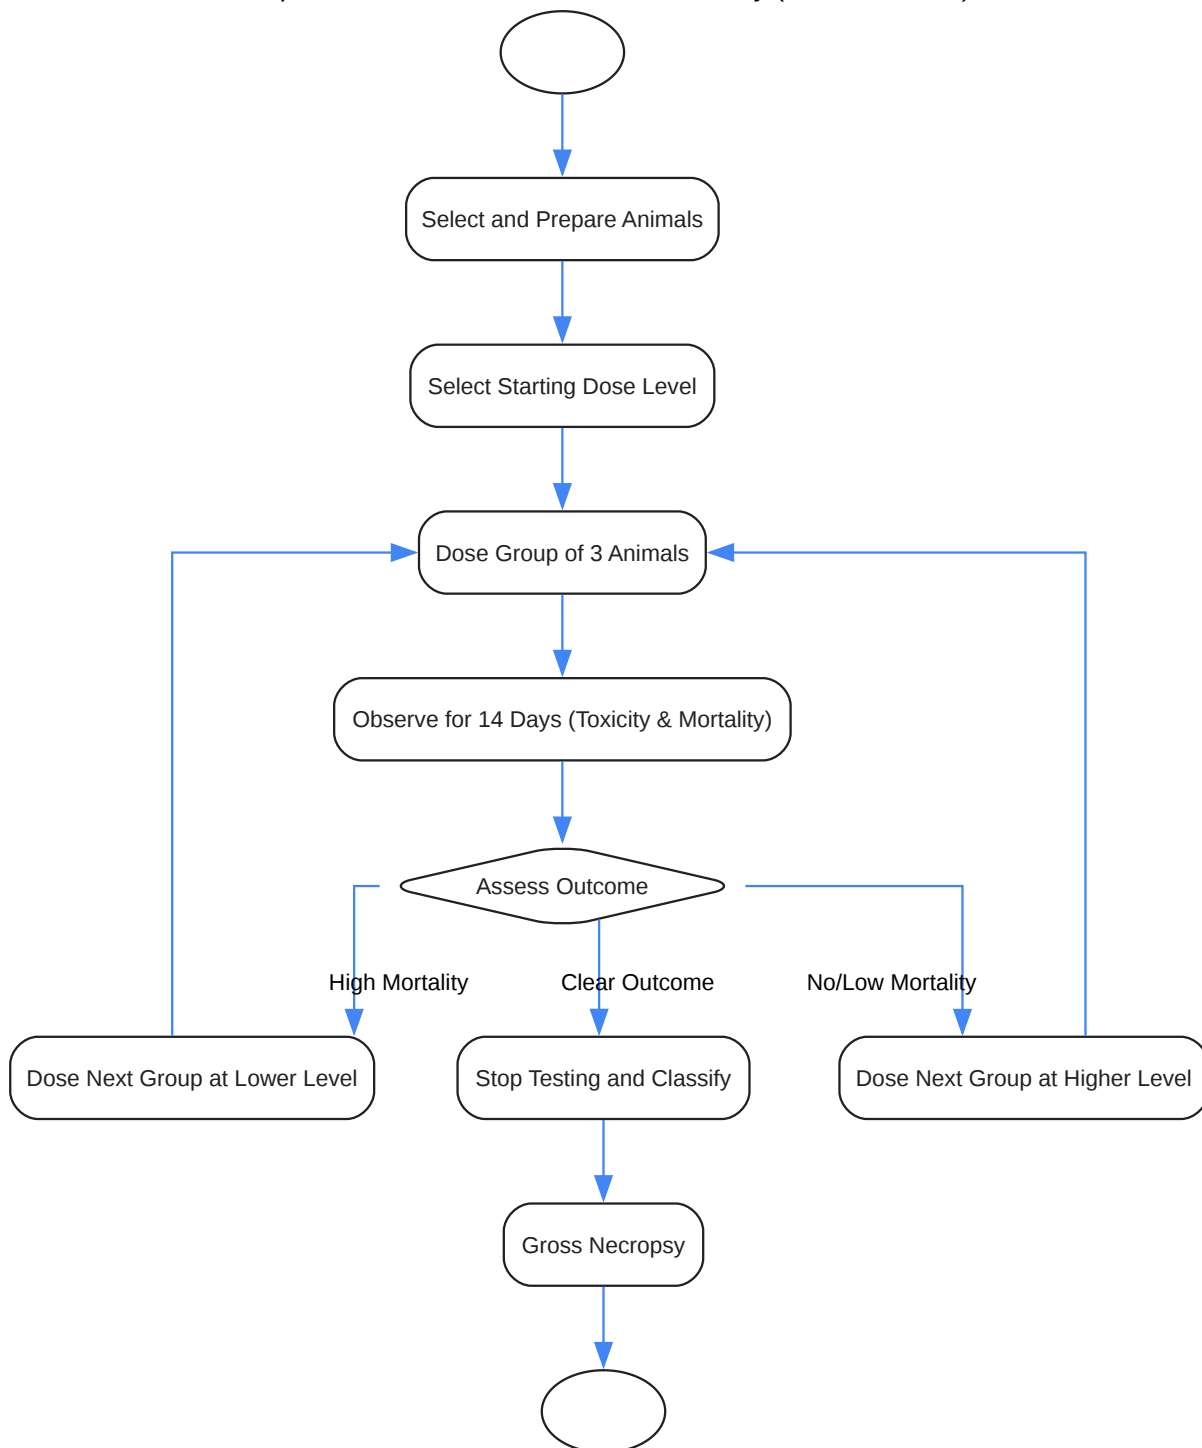 Select and Prepare Animals
Select Starting Dose Level
Dose Group of 3 Animals
Observe for 14 Days (Toxicity & Mortality)
Assess Outcome
High Mortality
Clear Outcome
No/Low Mortality
Dose Next Group at Lower Level
Stop Testing and Classify
Dose Next Group at Higher Level
Gross Necropsy